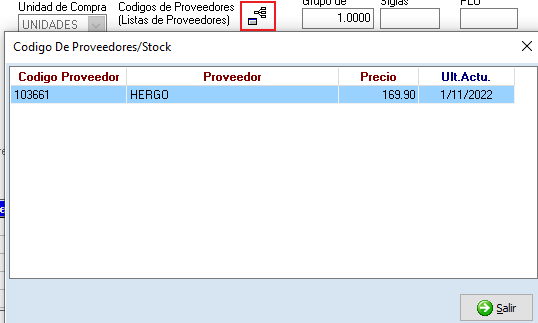 Unidad de Compra
Codigos de Proveedores
Grupo de
Siglas
PLU
UNIDADES
(Listas de Proveedores)
1.0000
Codigo De Proveedores/Stock
Codigo Proveedor Proveedor Precio Ult.Actu.
103661 HERGO 169.90 1/11/2022
Salir